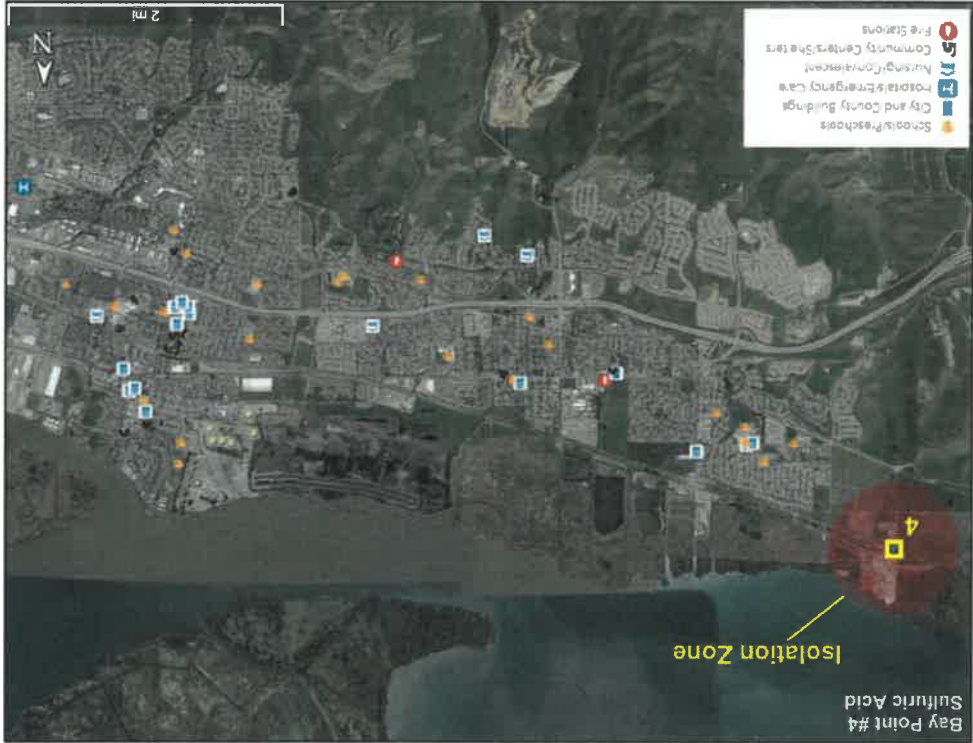 Bay Point #4
Sulfuric Acid
Isolation Zone
4
Schools/Preschools
City and County Buildings
Hospitals/Emergency Care
Nursing/Convalescent
Community Centers/Shelters
Fire Stations
N
2 mi
H